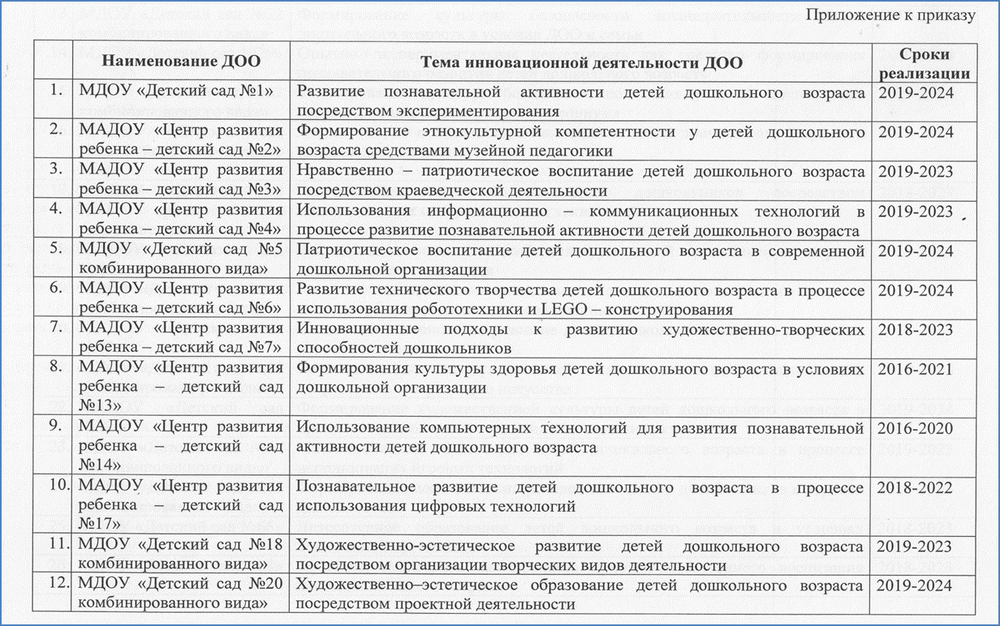 Приложение к приказу
Наименование ДОО Тема инновационной деятельности ДОО Сроки
реализации
1. МДОУ «Детский сад №1» Развитие познавательной активности детей дошкольного возраста 2019-2024
посредством экспериментирования
2. МАДОУ «Центр развития Формирование этнокультурной компетентности у детей дошкольного 2019-2024
ребенка – детский сад №2» возраста средствами музейной педагогики
3. МАДОУ «Центр развития Нравственно – патриотическое воспитание детей дошкольного возраста 2019-2023
ребенка – детский сад №3» посредством краеведческой деятельности
4. МАДОУ «Центр развития Использования информационно – коммуникационных технологий в 2019-2023
ребенка – детский сад №4» процессе развитие познавательной активности детей дошкольного возраста
5. МДОУ «Детский сад №5 Патриотическое воспитание детей дошкольного возраста в современной 2019-2024
комбинированного вида» дошкольной организации
6. МАДОУ «Центр развития Развитие технического творчества детей дошкольного возраста в процессе 2019-2024
ребенка – детский сад №6» использования робототехники и LEGO – конструирования
7. МАДОУ «Центр развития Инновационные подходы к развитию художественно-творческих 2018-2023
ребенка – детский сад №7» способностей дошкольников
8. МАДОУ «Центр развития Формирования культуры здоровья детей дошкольного возраста в условиях 2016-2021
ребенка – детский сад дошкольной организации
№13»
9. МАДОУ «Центр развития Использование компьютерных технологий для развития познавательной 2016-2020
ребенка – детский сад активности детей дошкольного возраста
№14»
10. МАДОУ «Центр развития Познавательное развитие детей дошкольного возраста в процессе 2018-2022
ребенка – детский сад использования цифровых технологий
№17»
11. МДОУ «Детский сад №18 Художественно-эстетическое развитие детей дошкольного возраста 2019-2023
комбинированного вида» посредством организации творческих видов деятельности
12. МДОУ «Детский сад №20 Художественно–эстетическое образование детей дошкольного возраста 2019-2024
комбинированного вида» посредством проектной деятельности